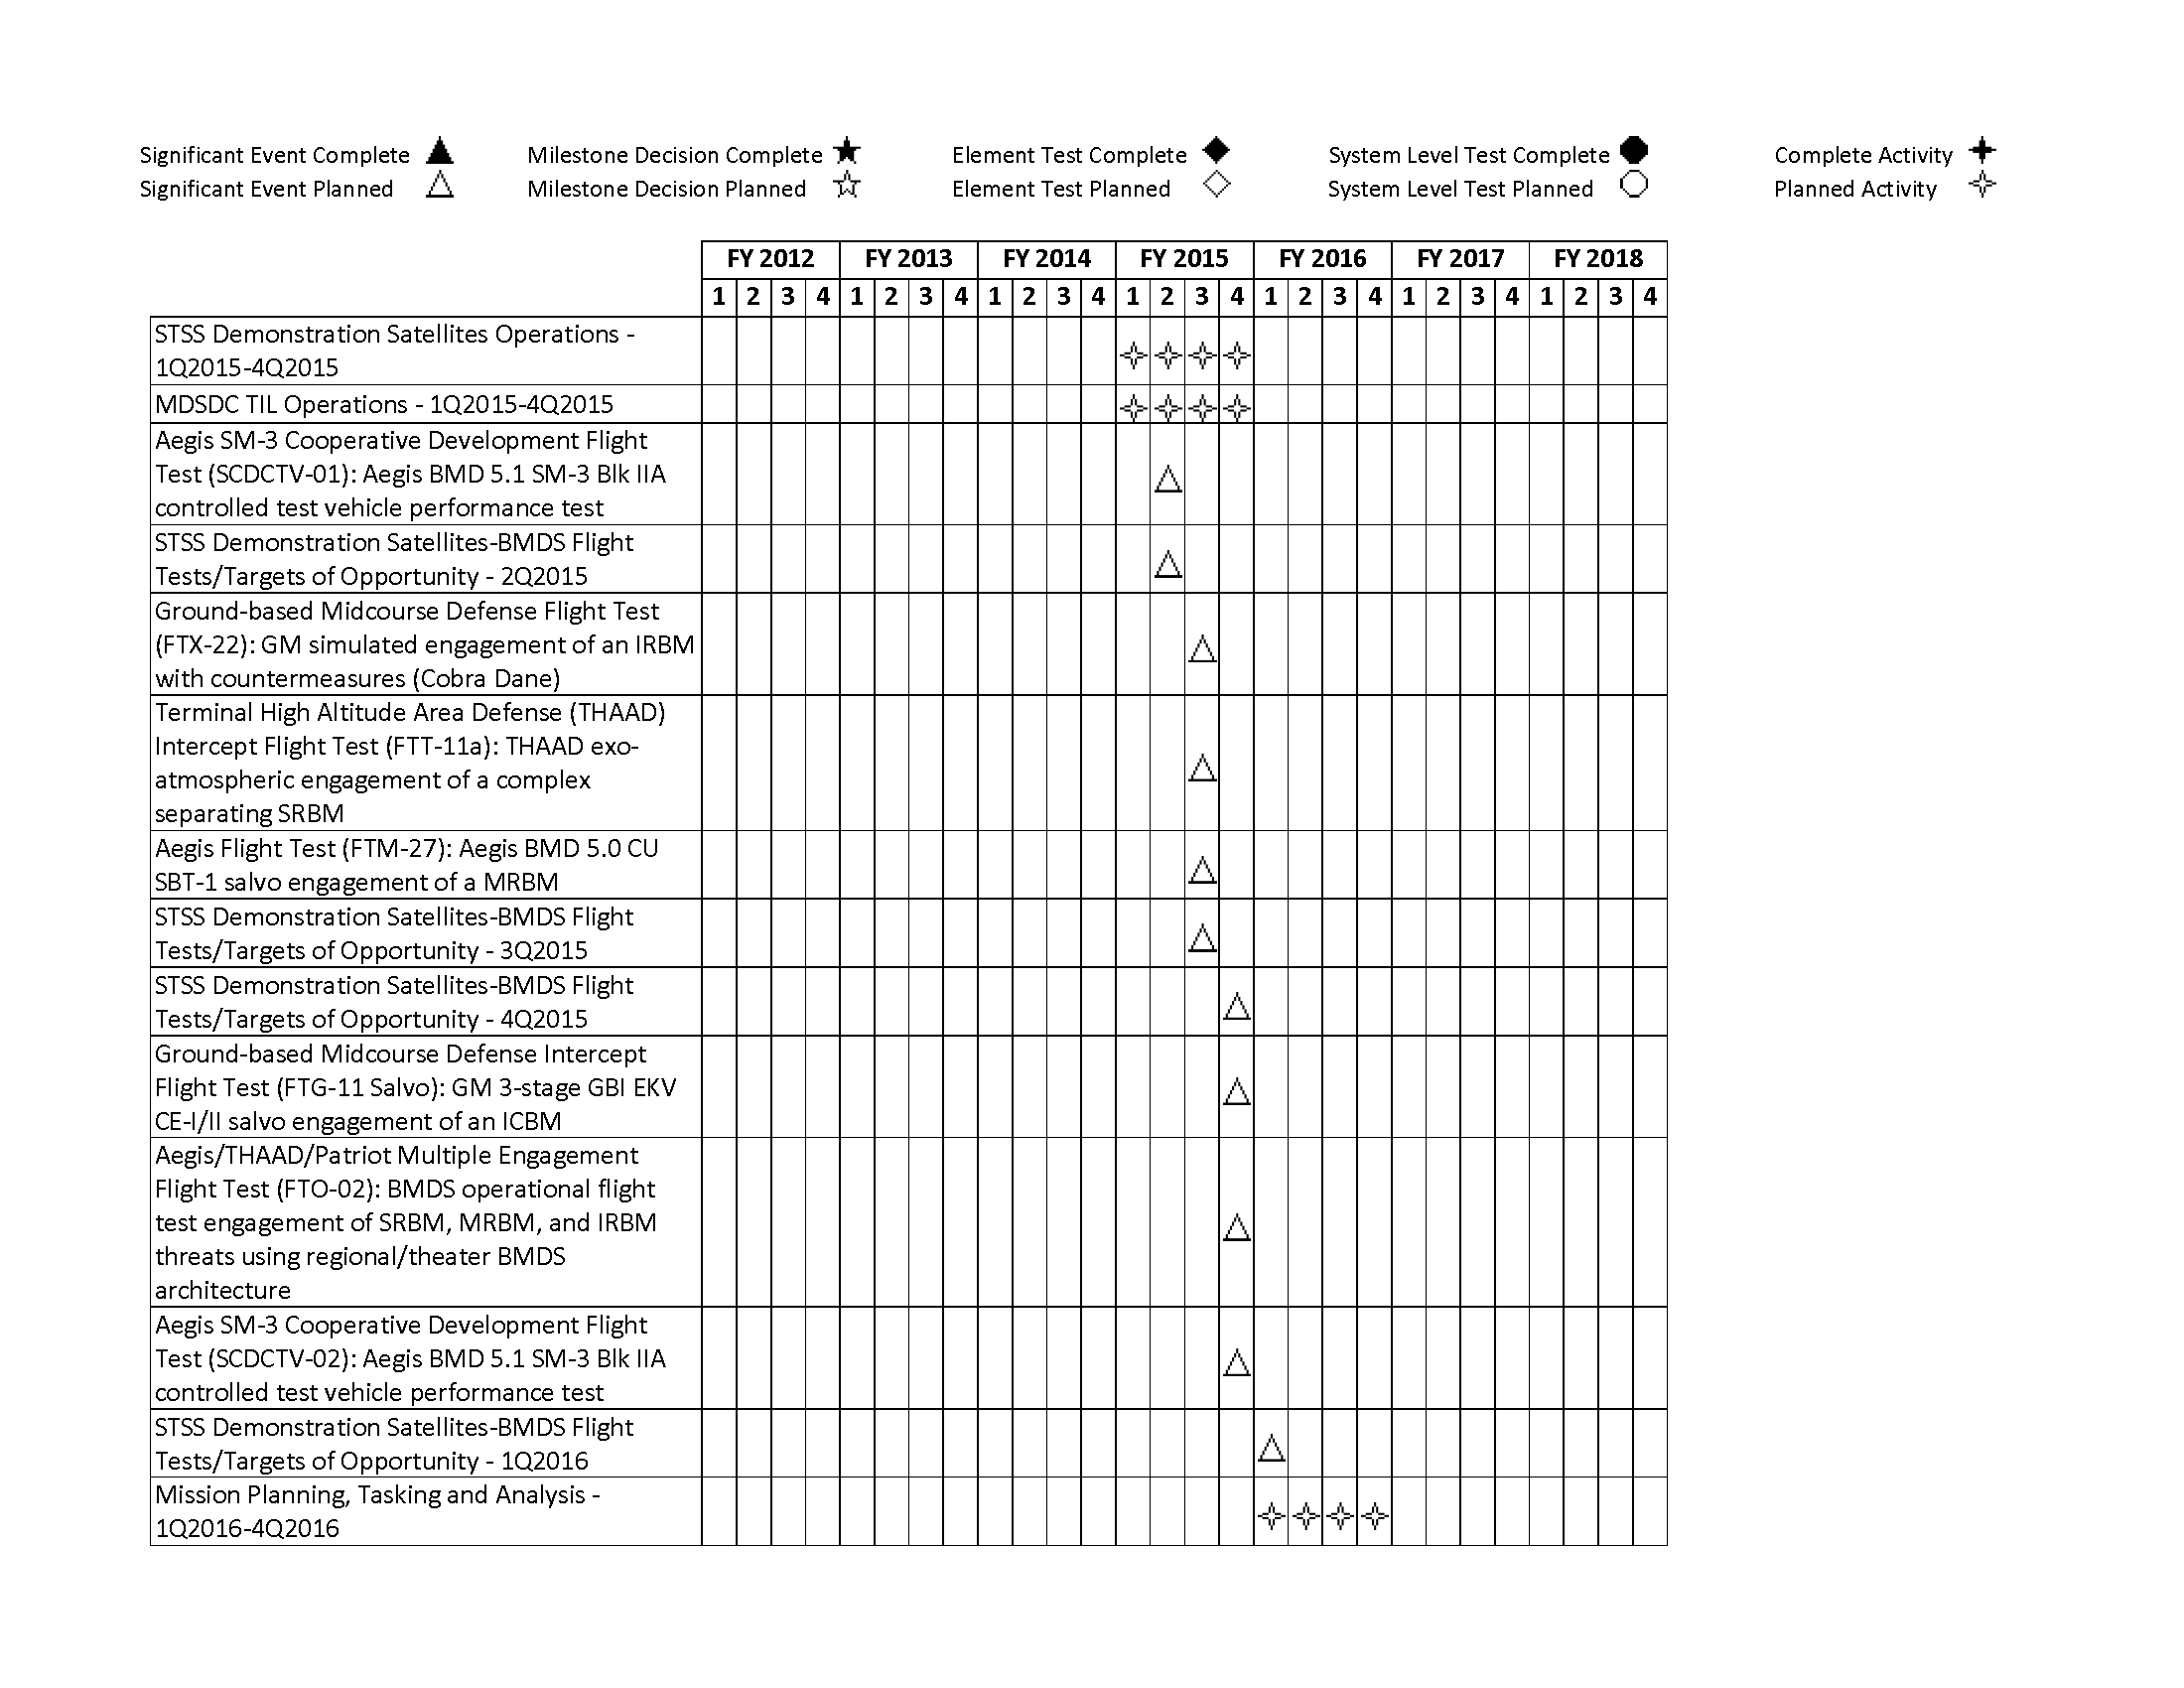 Significant Event Complete
Milestone Decision Complete
Element Test Complete
System Level Test Complete
Complete Activity
Significant Event Planned
Milestone Decision Planned
Element Test Planned
System Level Test Planned
Planned Activity
FY 2012 FY 2013 FY 2014 FY 2015 FY 2016 FY 2017 FY 2018
1 2 3 4 1 2 3 4 1 2 3 4 1 2 3 4 1 2 3 4 1 2 3 4 1 2 3 4
STSS Demonstration Satellites Operations -
1Q2015-4Q2015
MDSDC TIL Operations - 1Q2015-4Q2015
Aegis SM-3 Cooperative Development Flight
Test (SCDCTV-01): Aegis BMD 5.1 SM-3 Blk IIA
controlled test vehicle performance test
STSS Demonstration Satellites-BMDS Flight
Tests/Targets of Opportunity - 2Q2015
Ground-based Midcourse Defense Flight Test
(FTX-22): GM simulated engagement of an IRBM
with countermeasures (Cobra Dane)
Terminal High Altitude Area Defense (THAAD)
Intercept Flight Test (FTT-11a): THAAD exo-
atmospheric engagement of a complex
separating SRBM
Aegis Flight Test (FTM-27): Aegis BMD 5.0 CU
SBT-1 salvo engagement of a MRBM
STSS Demonstration Satellites-BMDS Flight
Tests/Targets of Opportunity - 3Q2015
STSS Demonstration Satellites-BMDS Flight
Tests/Targets of Opportunity - 4Q2015
Ground-based Midcourse Defense Intercept
Flight Test (FTG-11 Salvo): GM 3-stage GBI EKV
CE-I/II salvo engagement of an ICBM
Aegis/THAAD/Patriot Multiple Engagement
Flight Test (FTO-02): BMDS operational flight
test engagement of SRBM, MRBM, and IRBM
threats using regional/theater BMDS
architecture
Aegis SM-3 Cooperative Development Flight
Test (SCDCTV-02): Aegis BMD 5.1 SM-3 Blk IIA
controlled test vehicle performance test
STSS Demonstration Satellites-BMDS Flight
Tests/Targets of Opportunity - 1Q2016
Mission Planning, Tasking and Analysis -
1Q2016-4Q2016